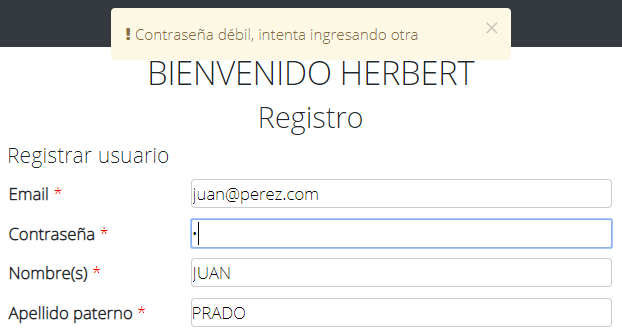 ! Contraseña débil, intenta ingresando otra ×
BIENVENIDO HERBERT
Registro
Registrar usuario
Email * juan@perez.com
Contraseña * •
Nombre(s) * JUAN
Apellido paterno * PRADO